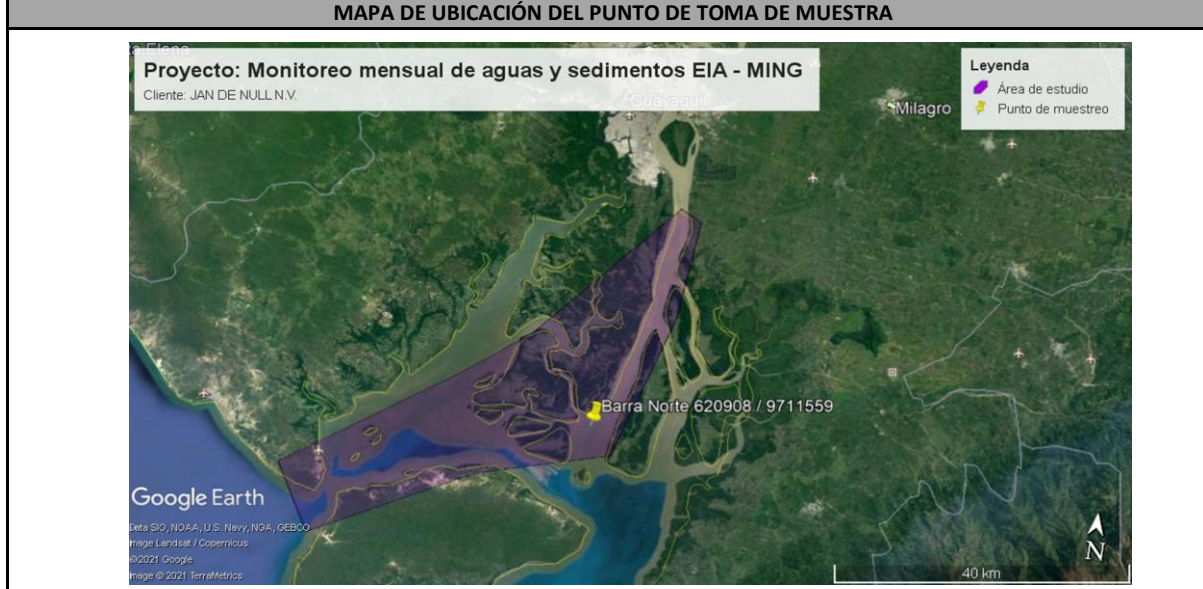 MAPA DE UBICACIÓN DEL PUNTO DE TOMA DE MUESTRA
Elena
Proyecto: Monitoreo mensual de aguas y sedimentos EIA - MING
Cliente: JAN DE NULL N.V.
Guayaquil
Milagro
Leyenda
Área de estudio
Punto de muestreo
Barra Norte 620908 / 9711559
Google Earth
Data SIO, NOAA, U.S. Navy, NGA, GEBCO
Image Landsat / Copernicus
©2021 Google
Image © 2021 TerraMetrics
N
40 km